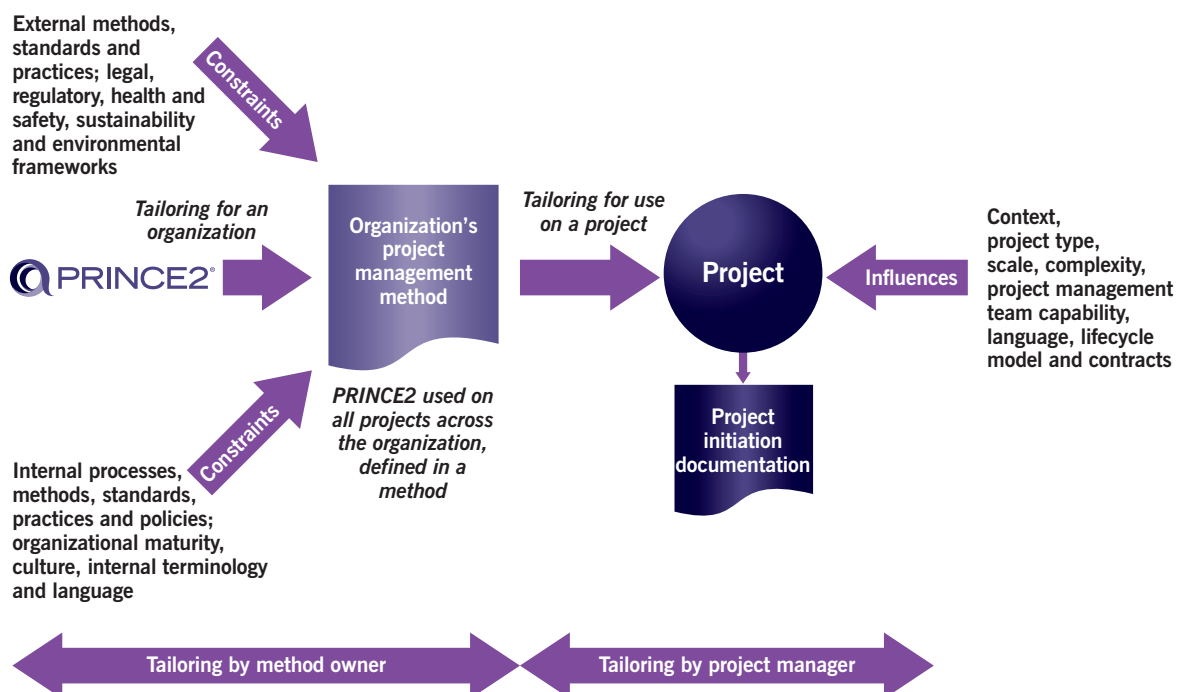 External methods,
standards and
practices; legal,
regulatory, health and
safety, sustainability
and environmental
frameworks
Constraints
Tailoring for an
organization
PRINCE2®
Organization's
project
management
method
Tailoring for use
on a project
Project
Influences
Context,
project type,
scale, complexity,
project management
team capability,
language, lifecycle
model and contracts
PRINCE2 used on
all projects across
the organization,
defined in a
method
Project
initiation
documentation
Constraints
Internal processes,
methods, standards,
practices and policies;
organizational maturity,
culture, internal terminology
and language
Tailoring by method owner
Tailoring by project manager